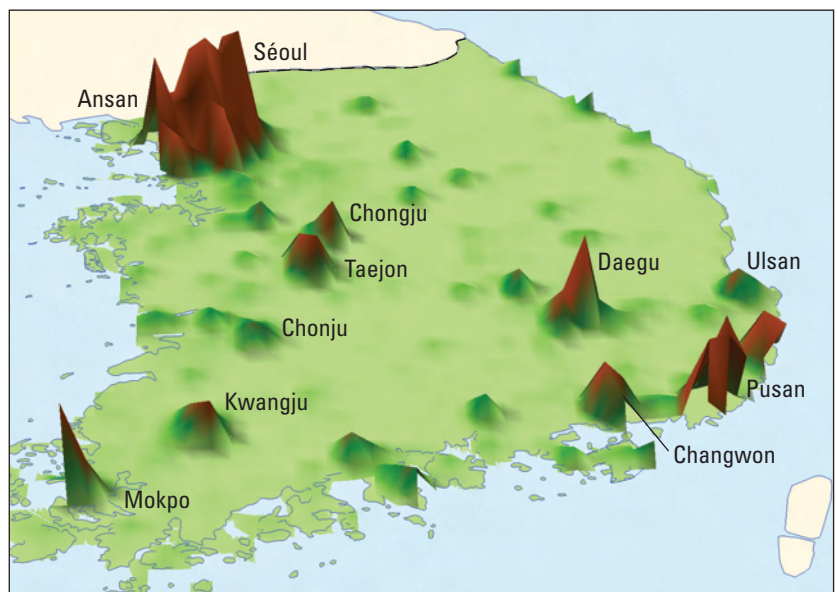 Séoul
Ansan
Chongju
Taejon
Daegu
Ulsan
Chonju
Pusan
Kwangju
Changwon
Mokpo